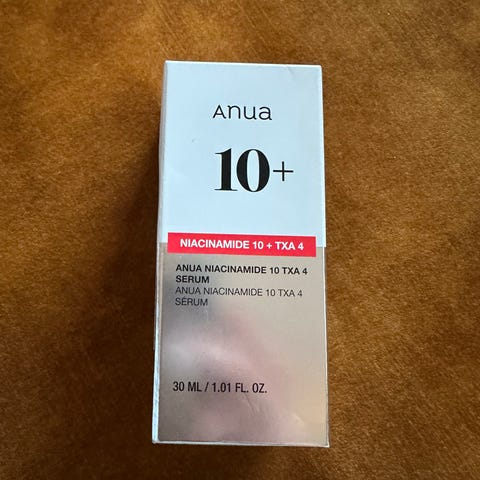 Anua
10+
NIACINAMIDE 10 + TXA 4
ANUA NIACINAMIDE 10 TXA 4
SERUM
ANUA NIACINAMIDE 10 TXA 4
SÉRUM
30 ML / 1.01 FL. OZ.